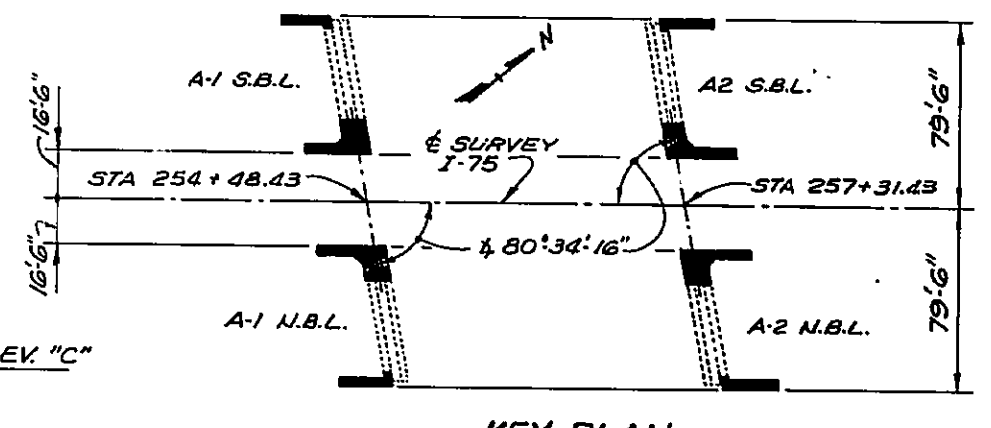 N
A-1 S.B.L.
A2 S.B.L.
16'-6"
79'-6"
℄ SURVEY
I-75
STA 254 + 48.43
STA 257+31.43
∡ 80°-34'-16"
16'-6"
A-1 N.B.L.
A-2 N.B.L.
79'-6"
EV. "C"
KEY PLAN